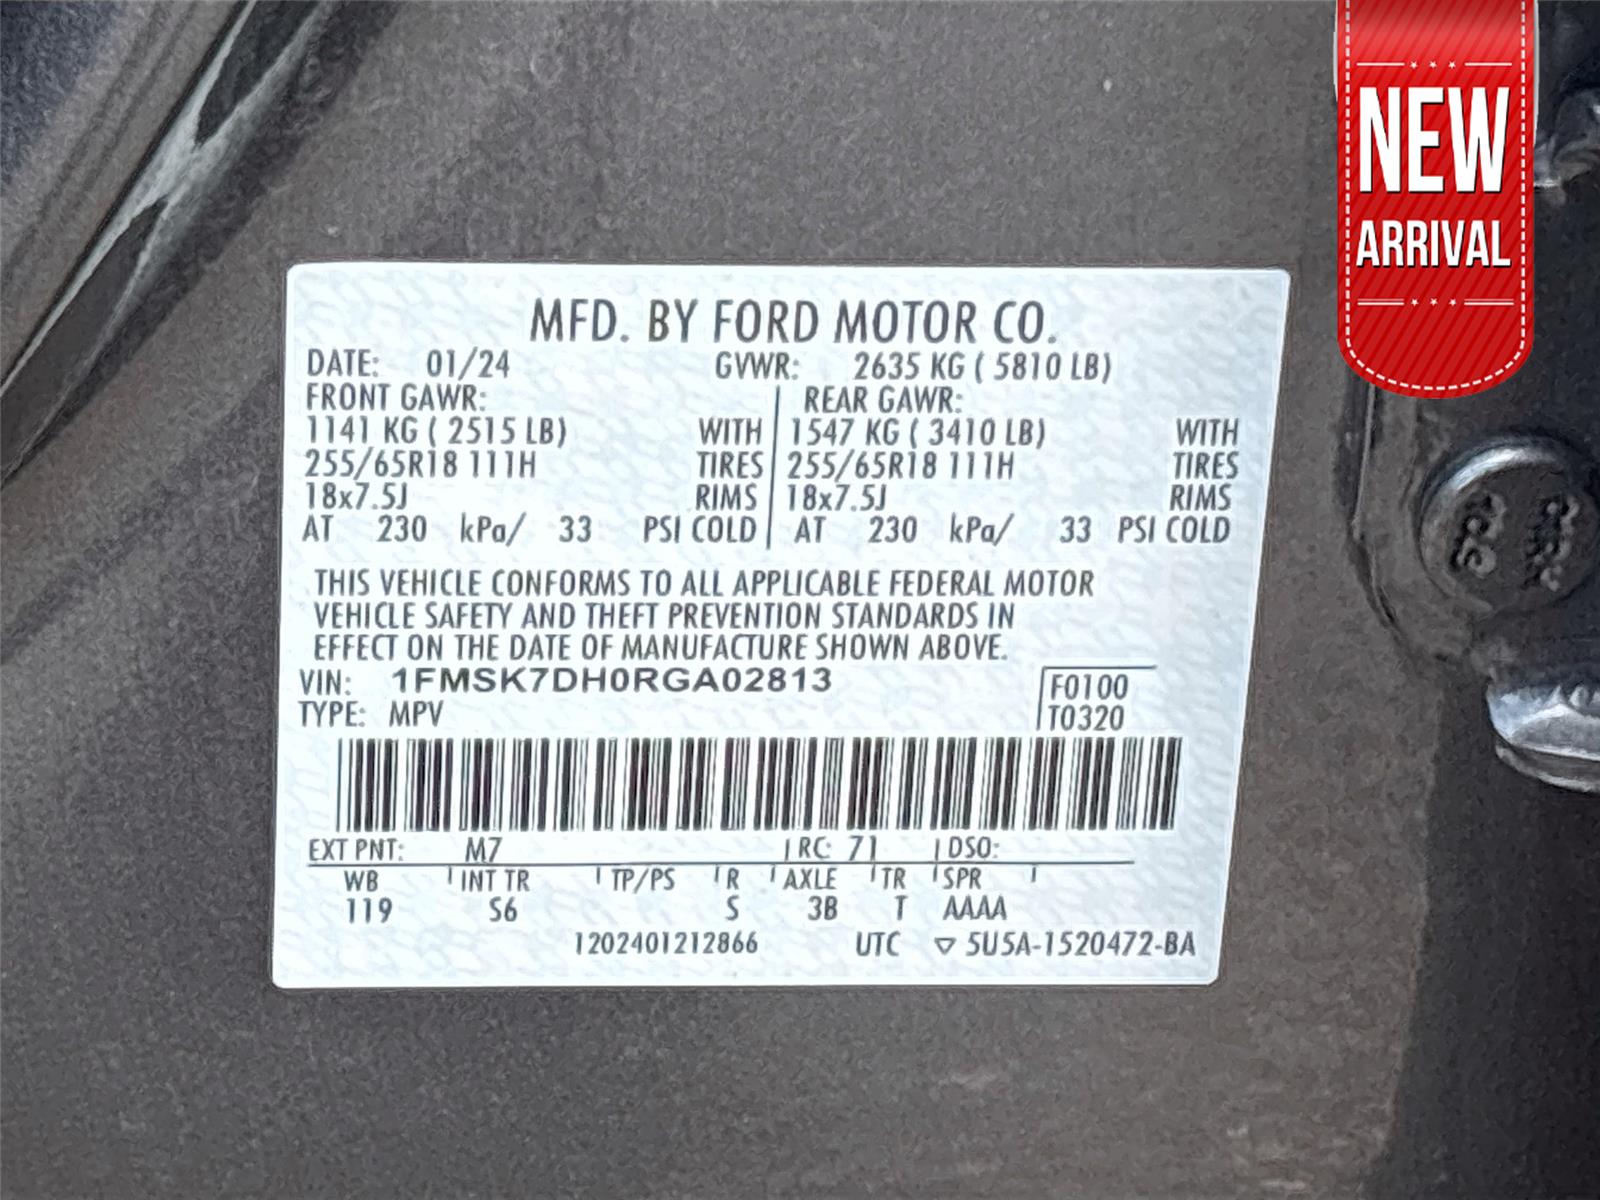 NEW
ARRIVAL
MFD. BY FORD MOTOR CO.
DATE: 01/24 GVWR: 2635 KG ( 5810 LB)
FRONT GAWR: REAR GAWR:
1141 KG ( 2515 LB) WITH 1547 KG ( 3410 LB) WITH
255/65R18 111H TIRES 255/65R18 111H TIRES
18x7.5J RIMS 18x7.5J RIMS
AT 230 kPa/ 33 PSI COLD AT 230 kPa/ 33 PSI COLD
THIS VEHICLE CONFORMS TO ALL APPLICABLE FEDERAL MOTOR
VEHICLE SAFETY AND THEFT PREVENTION STANDARDS IN
EFFECT ON THE DATE OF MANUFACTURE SHOWN ABOVE.
VIN: 1FMSK7DH0RGA02813 F0100
TYPE: MPV T0320
EXT PNT: M7 RC: 71 DSO:
WB INT TR TP/PS R AXLE TR SPR
119 S6 S 3B T AAAA
1202401212866 UTC ▽ 5U5A-1520472-BA